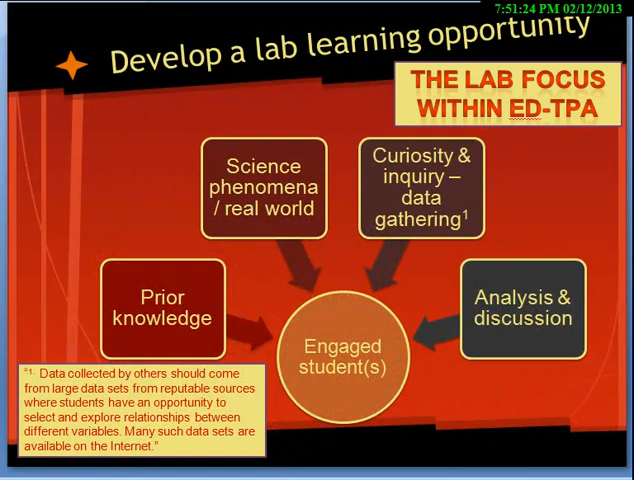 7:51:24 PM 02/12/2013
Develop a lab learning opportunity
THE LAB FOCUS
WITHIN ED-TPA
Science
phenomena
/ real world
Curiosity &
inquiry –
data
gathering¹
Prior
knowledge
Analysis &
discussion
Engaged
student(s)
"¹· Data collected by others should come
from large data sets from reputable sources
where students have an opportunity to
select and explore relationships between
different variables. Many such data sets are
available on the Internet."